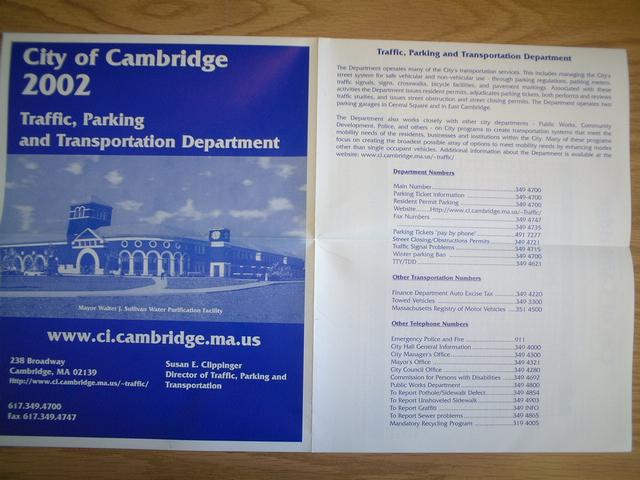 City of Cambridge
2002
Traffic, Parking
and Transportation Department
Mayor Walter J. Sullivan Water Purification Facility
www.ci.cambridge.ma.us
238 Broadway
Cambridge, MA 02139
Http://www.ci.cambridge.ma.us/~traffic/
Susan E. Clippinger
Director of Traffic, Parking and
Transportation
617.349.4700
Fax 617.349.4747
Traffic, Parking and Transportation Department
The Department operates many of the City's transportation services. This includes managing the City's
street system for safe vehicular and non-vehicular use - through parking regulations, parking meters,
traffic signals, signs, crosswalks, bicycle facilities, and pavement markings. Associated with these
activities the Department issues resident permits, adjudicates parking tickets, both performs and reviews
traffic studies, and issues street obstruction and street closing permits. The Department operates two
parking garages in Central Square and in East Cambridge.
The Department also works closely with other city departments - Public Works, Community
Development, Police, and others - on City programs to create transportation systems that meet the
mobility needs of the residents, businesses and institutions within the City. Many of these programs
focus on creating the broadest possible array of options to meet mobility needs by enhancing modes
other than single occupant vehicles. Additional information about the Department is available at the
website: www.ci.cambridge.ma.us/~traffic/
Department Numbers
Main Number 349 4700
Parking Ticket Information 349-4700
Resident Permit Parking 349 4700
Website Http://www.ci.cambridge.ma.us/~Traffic/
Fax Numbers 349 4747
349 4735
Parking Tickets 'pay by phone' 491 7277
Street Closing/Obstructions Permits 349 4721
Traffic Signal Problems 349 4715
Winter parking Ban 349 4700
TTY/TDD 349 4621
Other Transportation Numbers
Finance Department Auto Excise Tax 349 4220
Towed Vehicles 349 3300
Massachusetts Registry of Motor Vehicles 351 4500
Other Telephone Numbers
Emergency Police and Fire 911
City Hall General Information 349 4000
City Manager's Office 349 4300
Mayor's Office 349 4321
City Council Office 349 4280
Commission for Persons with Disabilities 349 4692
Public Works Department 349 4800
To Report Pothole/Sidewalk Defect 349 4854
To Report Unshoveled Sidewalk 349 4903
To Report Graffiti 349 INFO
To Report Sewer problems 349 4865
Mandatory Recycling Program 319 4005